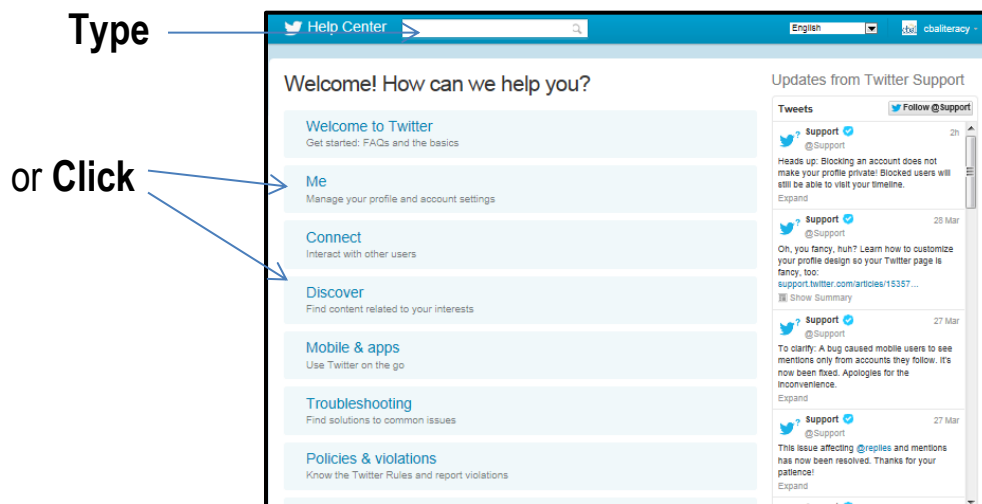 Type
or Click
Help Center
English
cbaliteracy
Welcome! How can we help you?
Welcome to Twitter
Get started: FAQs and the basics
Me
Manage your profile and account settings
Connect
Interact with other users
Discover
Find content related to your interests
Mobile & apps
Use Twitter on the go
Troubleshooting
Find solutions to common issues
Policies & violations
Know the Twitter Rules and report violations
Updates from Twitter Support
Tweets
Follow @Support
Support 2h
@Support
Heads up: Blocking an account does not
make your profile private! Blocked users will
still be able to visit your timeline.
Expand
Support 28 Mar
@Support
Oh, you fancy, huh? Learn how to customize
your profile design so your Twitter page is
fancy, too:
support.twitter.com/articles/15357...
Show Summary
Support 27 Mar
@Support
To clarify: A bug caused mobile users to see
mentions only from accounts they follow. It's
now been fixed. Apologies for the
inconvenience.
Expand
Support 27 Mar
@Support
This issue affecting @replies and mentions
has now been resolved. Thanks for your
patience!
Expand